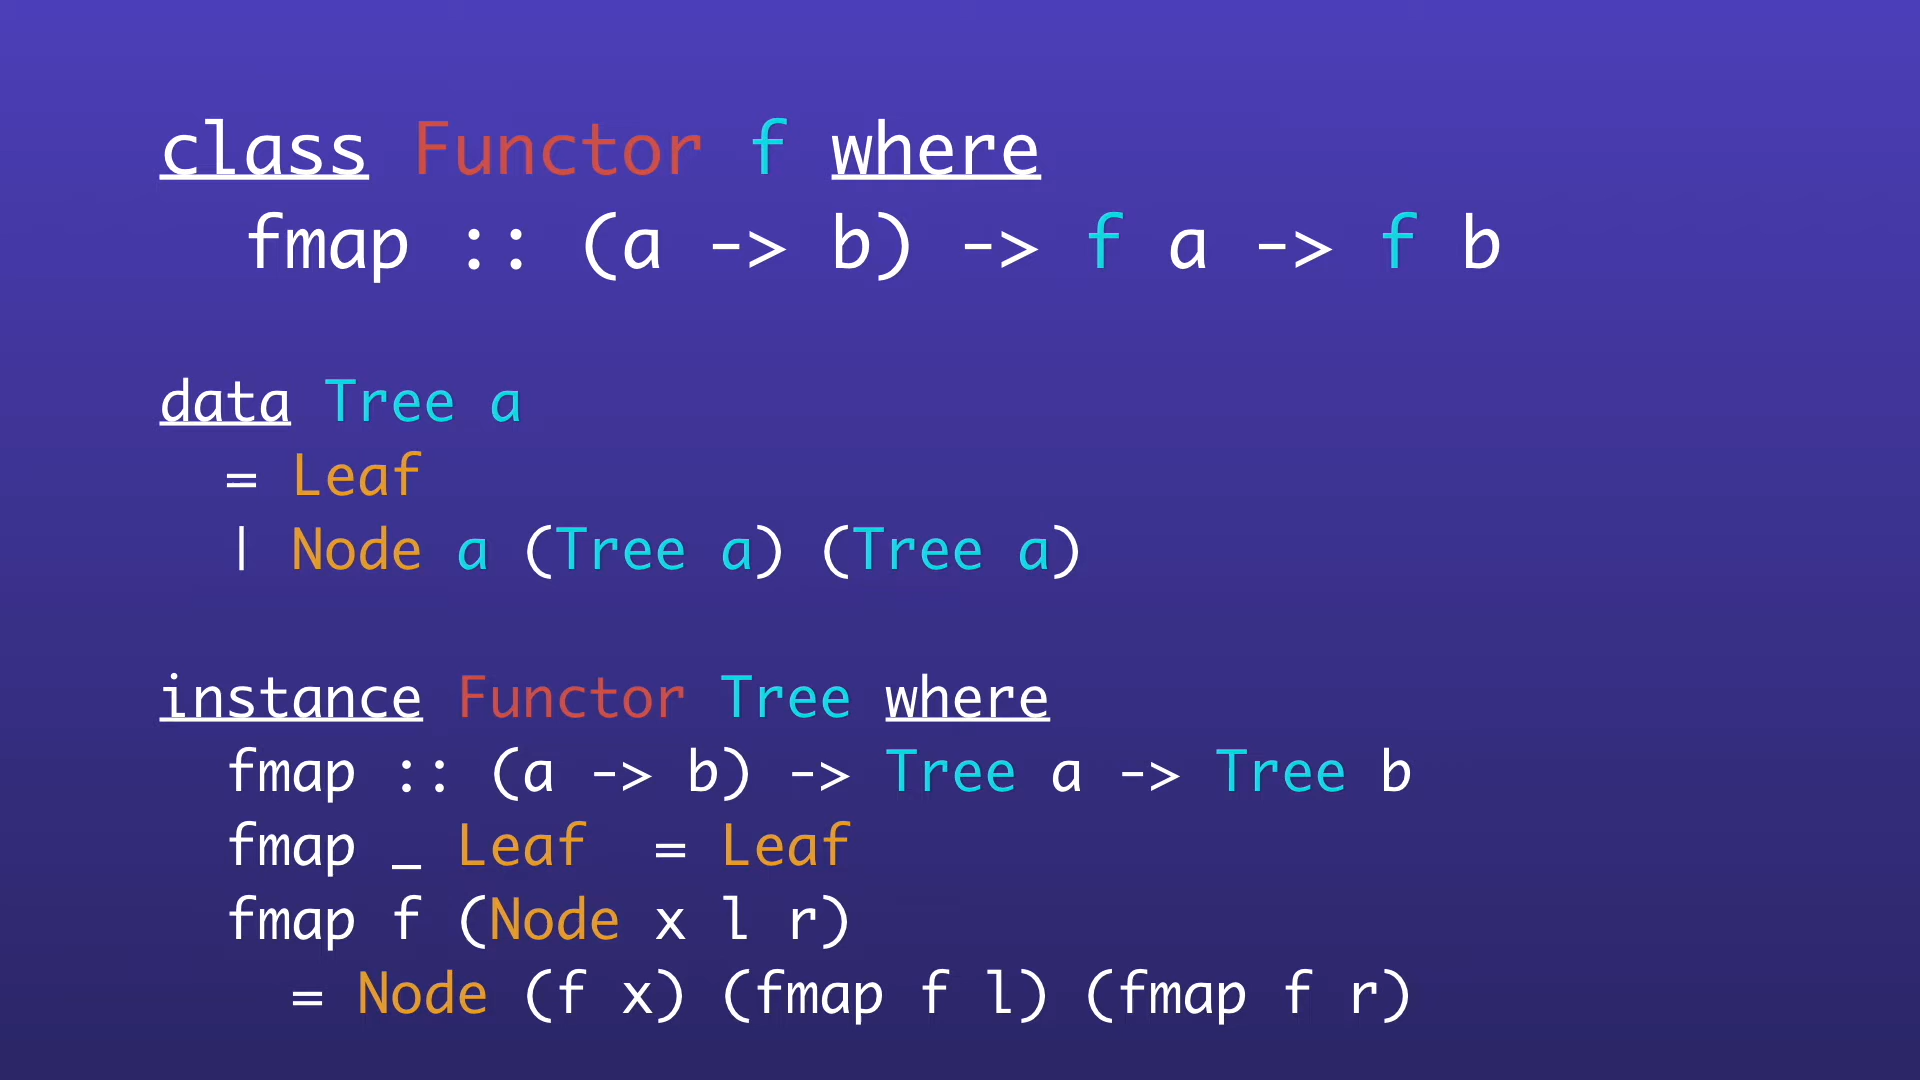 class Functor f where
  fmap :: (a -> b) -> f a -> f b
data Tree a
  = Leaf
  | Node a (Tree a) (Tree a)
instance Functor Tree where
  fmap :: (a -> b) -> Tree a -> Tree b
  fmap _ Leaf  = Leaf
  fmap f (Node x l r)
    = Node (f x) (fmap f l) (fmap f r)